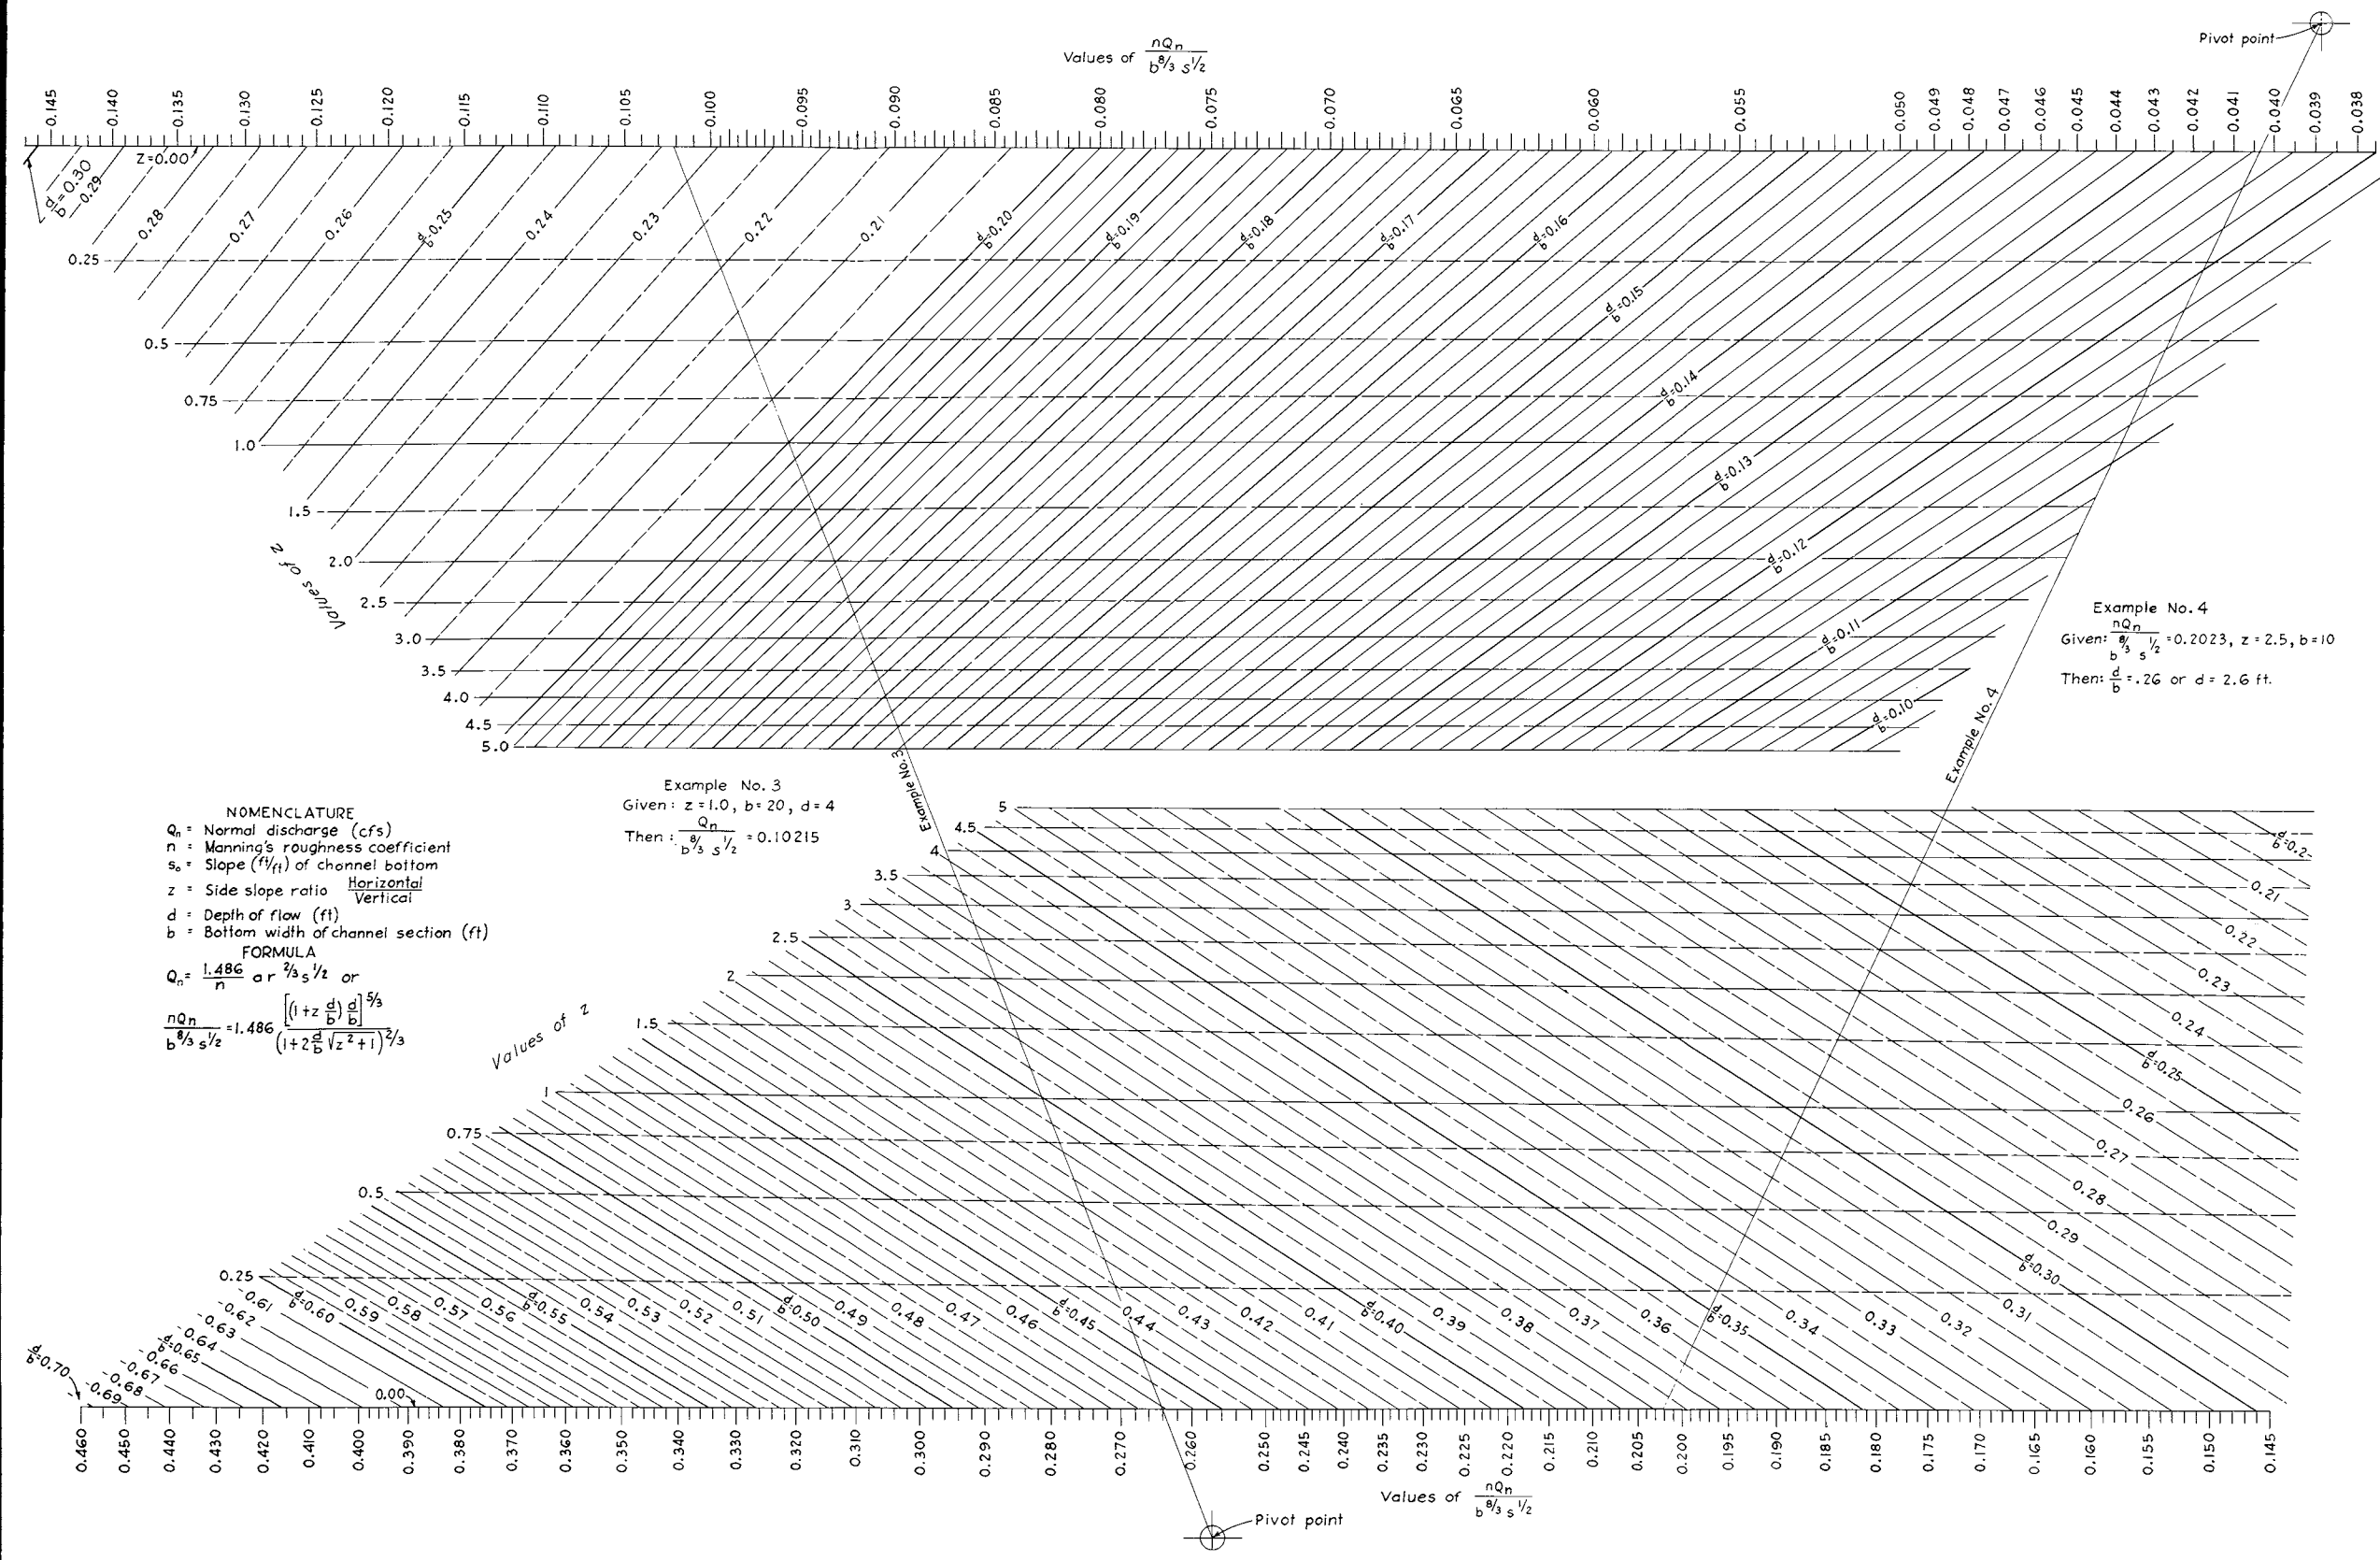 Pivot point
Values of nQn / b^8/3 s^1/2
0.145 0.140 0.135 0.130 0.125 0.120 0.115 0.110 0.105 0.100 0.095 0.090 0.085 0.080 0.075 0.070 0.065 0.060 0.055 0.050 0.049 0.048 0.047 0.046 0.045 0.044 0.043 0.042 0.041 0.040 0.039 0.038
Z=0.00
d/b=0.30 0.29 0.28 0.27 0.26 d/b=0.25 0.24 0.23 0.22 0.21 d/b=0.20 d/b=0.19 d/b=0.18 d/b=0.17 d/b=0.16
d/b=0.15
d/b=0.14
d/b=0.13
d/b=0.12
d/b=0.11
d/b=0.10
0.25
0.5
0.75
1.0
1.5
2.0
2.5
3.0
3.5
4.0
4.5
5.0
Values of z
Example No. 4
Given: nQn / b^8/3 s^1/2 = 0.2023, z = 2.5, b = 10
Then: d/b = .26 or d = 2.6 ft.
Example No. 4
Example No. 3
Example No. 3
Given: z = 1.0, b = 20, d = 4
Then: Qn / b^8/3 s^1/2 = 0.10215
NOMENCLATURE
Qn = Normal discharge (cfs)
n = Manning's roughness coefficient
so = Slope (ft/ft) of channel bottom
z = Side slope ratio Horizontal / Vertical
d = Depth of flow (ft)
b = Bottom width of channel section (ft)
FORMULA
Qn = 1.486/n a r^2/3 s^1/2 or
nQn / b^8/3 s^1/2 = 1.486 [(1+z d/b) d/b]^5/3 / (1+2 d/b √z²+1)^2/3
5
4.5
4
3.5
3
2.5
2
1.5
1
0.75
0.5
0.25
0.00
Values of z
d/b=0.2
0.21
0.22
0.23
0.24
d/b=0.25
0.26
0.27
0.28
0.29
d/b=0.30
0.31
d/b=0.70 0.69 0.68 0.67 0.66 d/b=0.65 0.64 0.63 0.62 0.61 d/b=0.60 0.59 0.58 0.57 0.56 d/b=0.55 0.54 0.53 0.52 0.51 d/b=0.50 0.49 0.48 0.47 0.46 d/b=0.45 0.44 0.43 0.42 0.41 d/b=0.40 0.39 0.38 0.37 0.36 d/b=0.35 0.34 0.33 0.32
0.460 0.450 0.440 0.430 0.420 0.410 0.400 0.390 0.380 0.370 0.360 0.350 0.340 0.330 0.320 0.310 0.300 0.290 0.280 0.270 0.260 0.250 0.245 0.240 0.235 0.230 0.225 0.220 0.215 0.210 0.205 0.200 0.195 0.190 0.185 0.180 0.175 0.170 0.165 0.160 0.155 0.150 0.145
Values of nQn / b^8/3 s^1/2
Pivot point